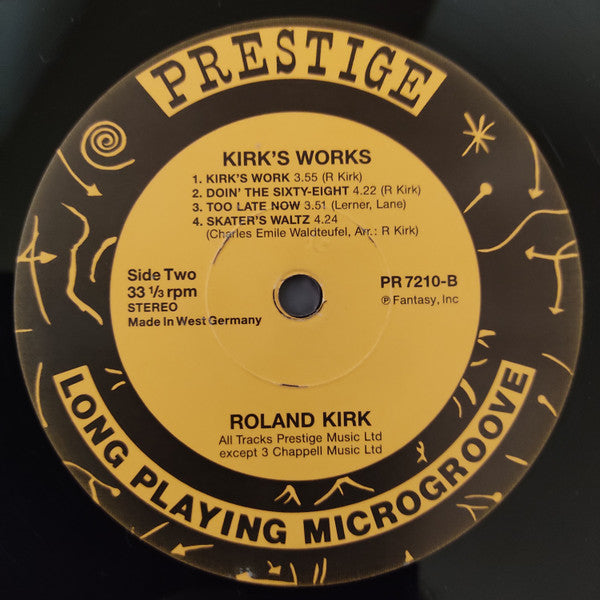 PRESTIGE
KIRK'S WORKS
1. KIRK'S WORK 3.55 (R Kirk)
2. DOIN' THE SIXTY-EIGHT 4.22 (R Kirk)
3. TOO LATE NOW 3.51 (Lerner, Lane)
4. SKATER'S WALTZ 4.24
(Charles Emile Waldteufel, Arr.: R Kirk)
Side Two
33 ⅓ rpm
STEREO
Made In West Germany
PR 7210-B
℗ Fantasy, Inc
ROLAND KIRK
All Tracks Prestige Music Ltd
except 3 Chappell Music Ltd
LONG PLAYING MICROGROOVE